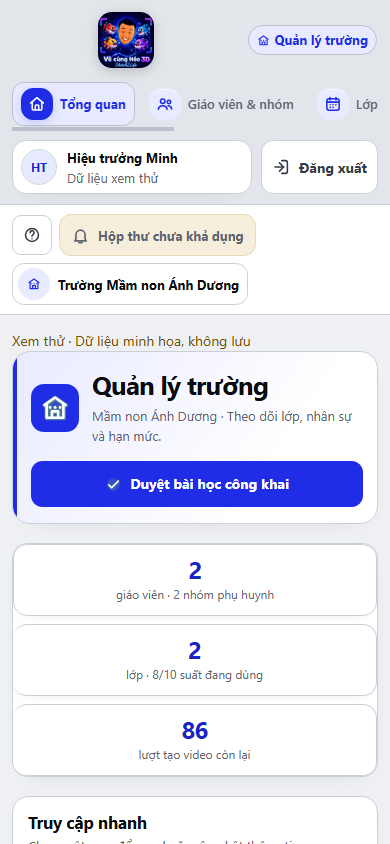 Vẽ cùng Hảo 3D
Quản lý trường
Tổng quan
Giáo viên & nhóm
Lớp
HT
Hiệu trưởng Minh
Dữ liệu xem thử
Đăng xuất
Hộp thư chưa khả dụng
Trường Mầm non Ánh Dương
Xem thử · Dữ liệu minh họa, không lưu
Quản lý trường
Mầm non Ánh Dương · Theo dõi lớp, nhân sự
và hạn mức.
Duyệt bài học công khai
2
giáo viên · 2 nhóm phụ huynh
2
lớp · 8/10 suất đang dùng
86
lượt tạo video còn lại
Truy cập nhanh